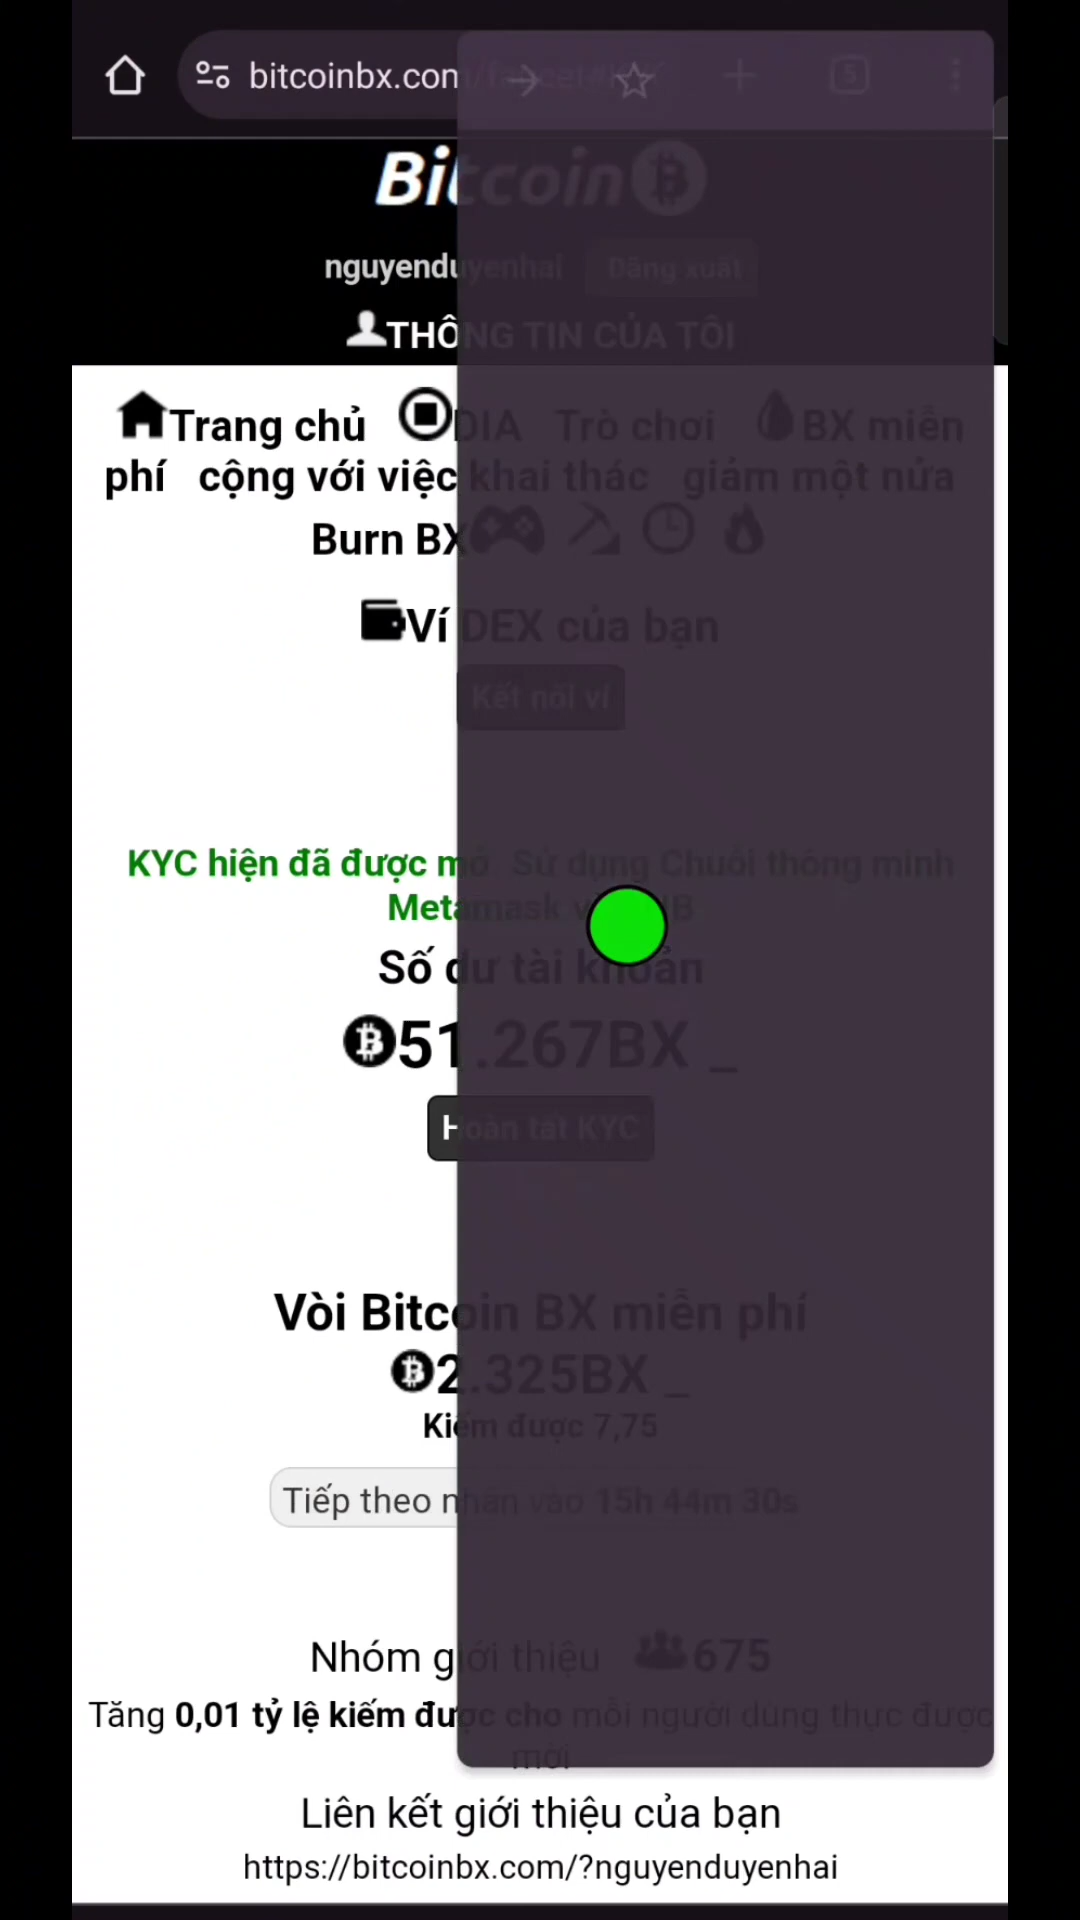 bitcoinbx.com/faucet#KYC
5
Bitcoin
nguyenduyenhai Đăng xuất
THÔNG TIN CỦA TÔI
Trang chủ DIA Trò chơi BX miễn
phí cộng với việc khai thác giảm một nửa
Burn BX
Ví DEX của bạn
Kết nối ví
KYC hiện đã được mở Sử dụng Chuỗi thông minh
Metamask
Số dư tài khoản
51.267BX _
Hoàn tất KYC
Vòi Bitcoin BX miễn phí
2.325BX _
Kiếm được 7,75
Tiếp theo nhấn vào 15h 44m 30s
Nhóm giới thiệu 675
Tăng 0,01 tỷ lệ kiếm được cho mỗi người dùng thực được
mời
Liên kết giới thiệu của bạn
https://bitcoinbx.com/?nguyenduyenhai